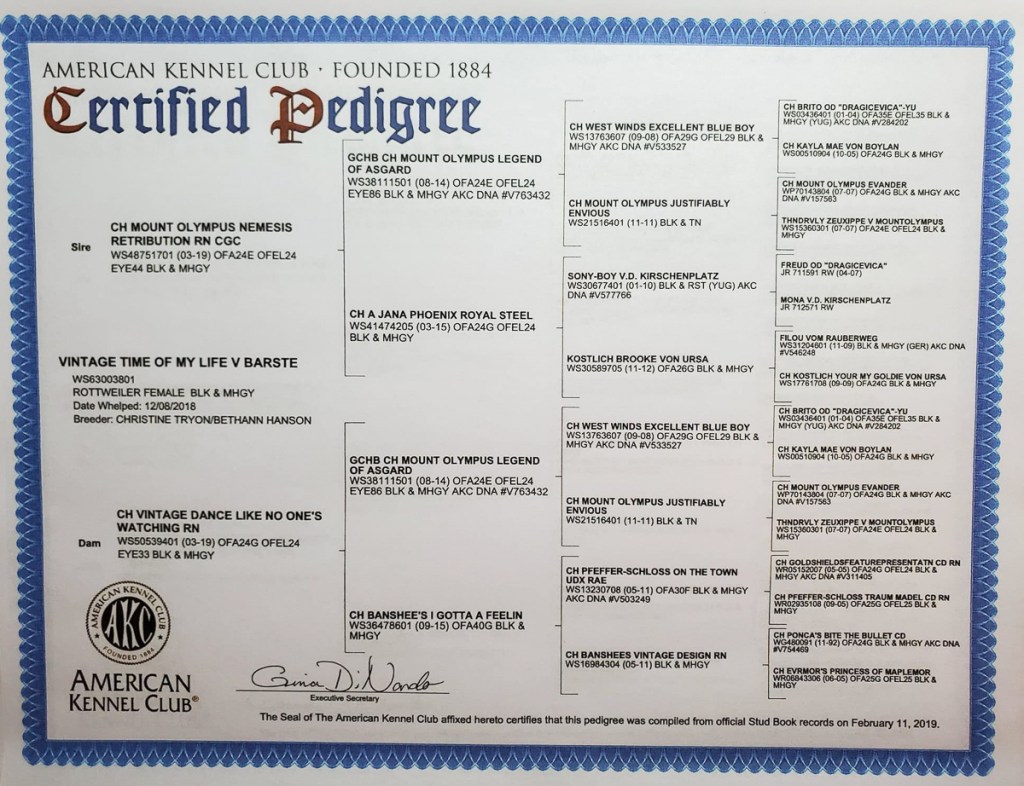 AMERICAN KENNEL CLUB · FOUNDED 1884
Certified Pedigree
Sire
CH MOUNT OLYMPUS NEMESIS
RETRIBUTION RN CGC
WS48751701 (03-19) OFA24E OFEL24
EYE44 BLK & MHGY
VINTAGE TIME OF MY LIFE V BARSTE
WS63003801
ROTTWEILER FEMALE BLK & MHGY
Date Whelped: 12/08/2018
Breeder: CHRISTINE TRYON/BETHANN HANSON
Dam
CH VINTAGE DANCE LIKE NO ONE'S
WATCHING RN
WS50539401 (03-19) OFA24G OFEL24
EYE33 BLK & MHGY
GCHB CH MOUNT OLYMPUS LEGEND
OF ASGARD
WS38111501 (08-14) OFA24E OFEL24
EYE86 BLK & MHGY AKC DNA #V763432
CH A JANA PHOENIX ROYAL STEEL
WS41474205 (03-15) OFA24G OFEL24
BLK & MHGY
GCHB CH MOUNT OLYMPUS LEGEND
OF ASGARD
WS38111501 (08-14) OFA24E OFEL24
EYE86 BLK & MHGY AKC DNA #V763432
CH BANSHEE'S I GOTTA A FEELIN
WS36478601 (09-15) OFA40G BLK &
MHGY
CH WEST WINDS EXCELLENT BLUE BOY
WS13763607 (09-08) OFA29G OFEL29 BLK &
MHGY AKC DNA #V533527
CH MOUNT OLYMPUS JUSTIFIABLY
ENVIOUS
WS21516401 (11-11) BLK & TN
SONY-BOY V.D. KIRSCHENPLATZ
WS30677401 (01-10) BLK & RST (YUG) AKC
DNA #V577766
KOSTLICH BROOKE VON URSA
WS30589705 (11-12) OFA26G BLK & MHGY
CH WEST WINDS EXCELLENT BLUE BOY
WS13763607 (09-08) OFA29G OFEL29 BLK &
MHGY AKC DNA #V533527
CH MOUNT OLYMPUS JUSTIFIABLY
ENVIOUS
WS21516401 (11-11) BLK & TN
CH PFEFFER-SCHLOSS ON THE TOWN
UDX RAE
WS13230708 (05-11) OFA30F BLK & MHGY
AKC DNA #V503249
CH BANSHEES VINTAGE DESIGN RN
WS16984304 (05-11) BLK & MHGY
CH BRITO OD "DRAGICEVICA"-YU
WS03436401 (01-04) OFA35E OFEL35 BLK &
MHGY (YUG) AKC DNA #V284202
CH KAYLA MAE VON BOYLAN
WS00510904 (10-05) OFA24G BLK & MHGY
CH MOUNT OLYMPUS EVANDER
WP70143804 (07-07) OFA24G BLK & MHGY AKC
DNA #V157563
THNDRVLY ZEUXIPPE V MOUNTOLYMPUS
WS15360301 (07-07) OFA24E OFEL24 BLK &
MHGY
FREUD OD "DRAGICEVICA"
JR 711591 RW (04-07)
MONA V.D. KIRSCHENPLATZ
JR 712571 RW
FILOU VOM RAUBERWEG
WS31204601 (11-09) BLK & MHGY (GER) AKC DNA
#V546248
CH KOSTLICH YOUR MY GOLDIE VON URSA
WS17761708 (09-09) OFA24G BLK & MHGY
CH BRITO OD "DRAGICEVICA"-YU
WS03436401 (01-04) OFA35E OFEL35 BLK &
MHGY (YUG) AKC DNA #V284202
CH KAYLA MAE VON BOYLAN
WS00510904 (10-05) OFA24G BLK & MHGY
CH MOUNT OLYMPUS EVANDER
WP70143804 (07-07) OFA24G BLK & MHGY AKC
DNA #V157563
THNDRVLY ZEUXIPPE V MOUNTOLYMPUS
WS15360301 (07-07) OFA24E OFEL24 BLK &
MHGY
CH GOLDSHIELDSFEATUREPRESENTATN CD RN
WR05152007 (05-05) OFA24G OFEL24 BLK &
MHGY AKC DNA #V311405
CH PFEFFER-SCHLOSS TRAUM MADEL CD RN
WR02935108 (09-05) OFA25G OFEL25 BLK &
MHGY
CH PONCA'S BITE THE BULLET CD
WG480091 (11-92) OFA24G BLK & MHGY AKC DNA
#V754469
CH EVRMOR'S PRINCESS OF MAPLEMOR
WR06843306 (06-05) OFA25G OFEL25 BLK &
MHGY
AMERICAN KENNEL CLUB
AKC
FOUNDED 1884
AMERICAN
KENNEL CLUB®
Gina DiNardo
Executive Secretary
The Seal of The American Kennel Club affixed hereto certifies that this pedigree was compiled from official Stud Book records on February 11, 2019.